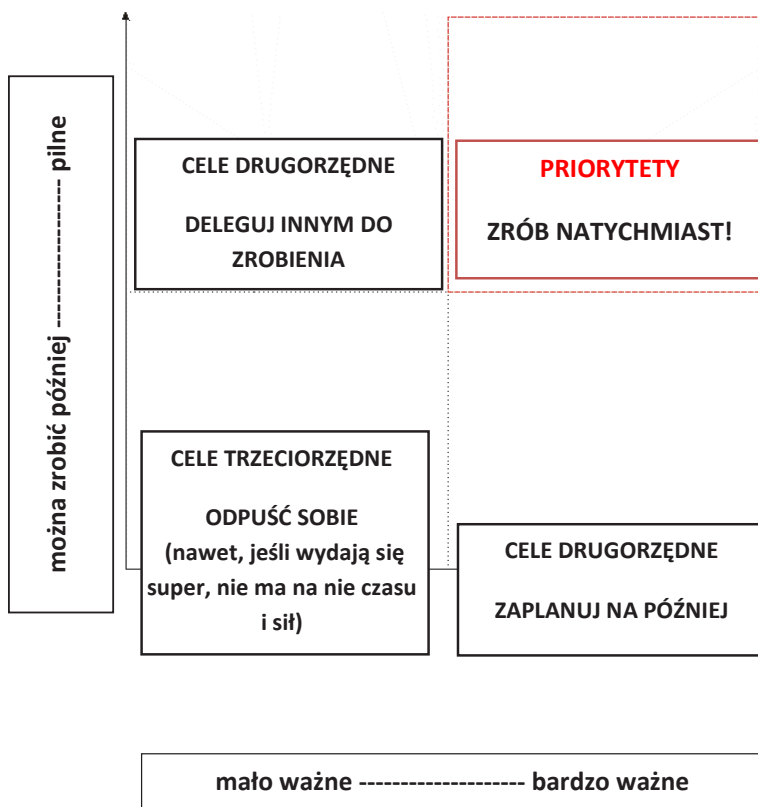 można zrobić później ------------------- pilne
CELE DRUGORZĘDNE
DELEGUJ INNYM DO
ZROBIENIA
PRIORYTETY
ZRÓB NATYCHMIAST!
CELE TRZECIORZĘDNE
ODPUŚĆ SOBIE
(nawet, jeśli wydają się
super, nie ma na nie czasu
i sił)
CELE DRUGORZĘDNE
ZAPLANUJ NA PÓŹNIEJ
mało ważne --------------------- bardzo ważne